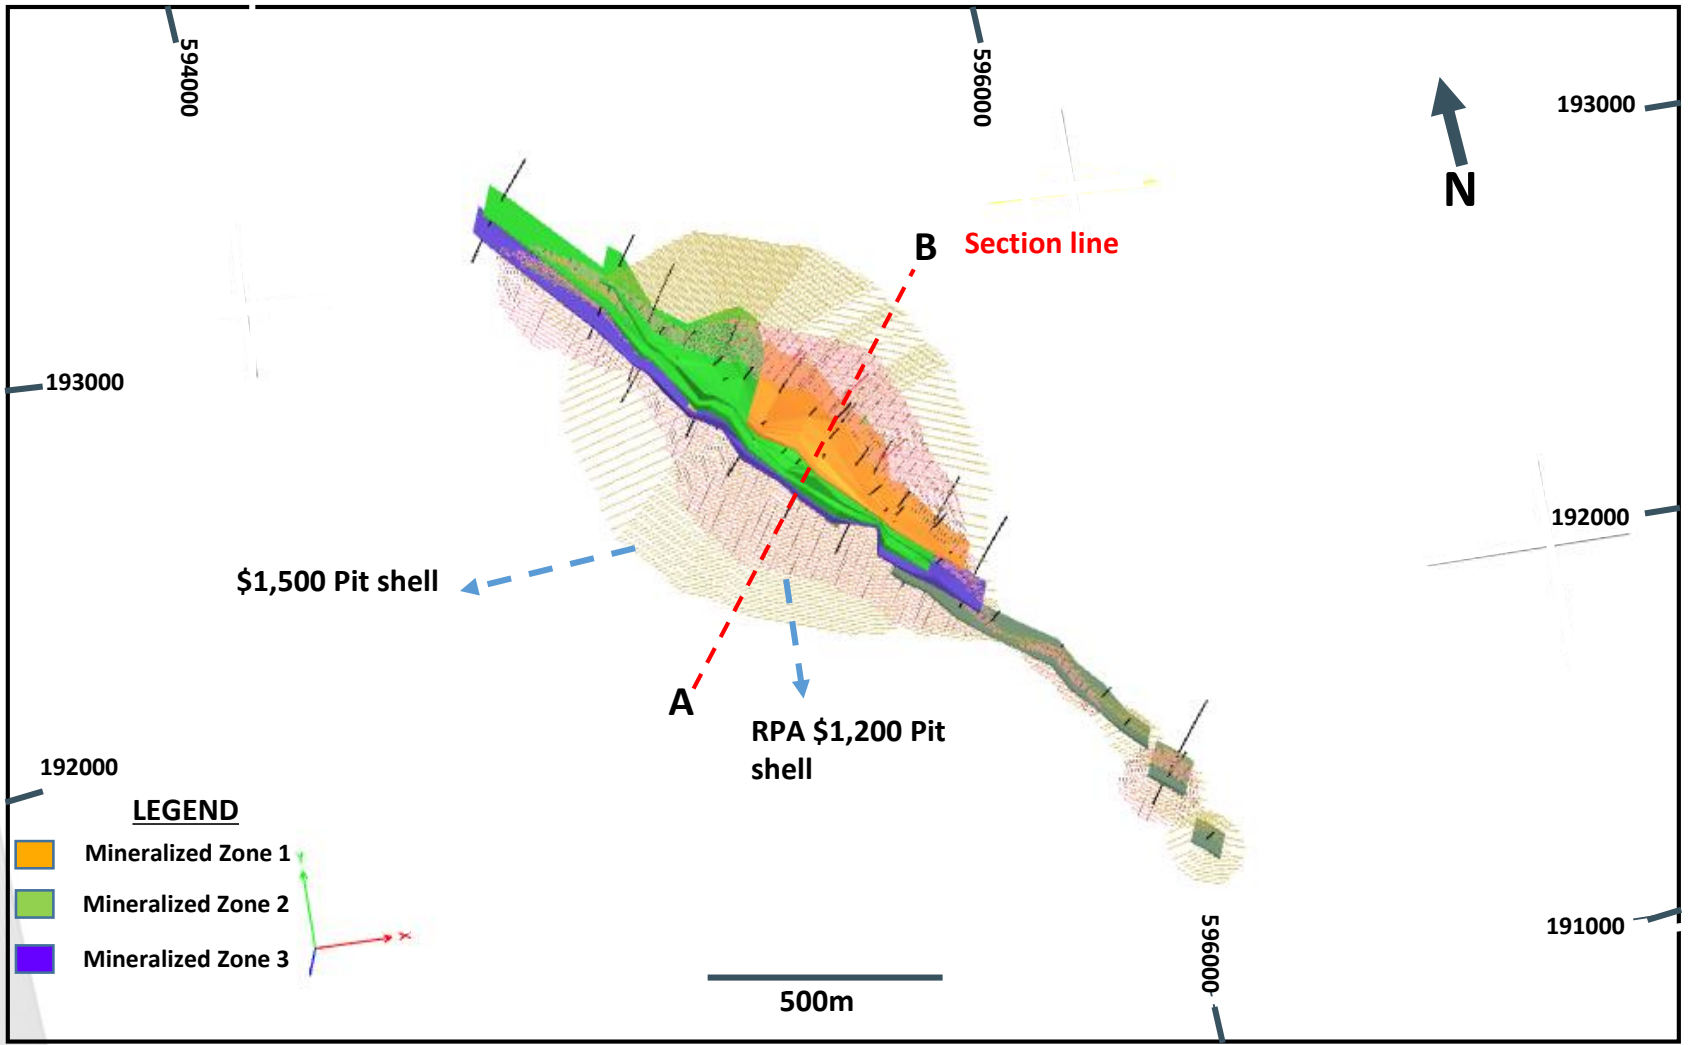 594000
596000
193000
N
B
Section line
193000
192000
$1,500 Pit shell
A
RPA $1,200 Pit
shell
192000
LEGEND
Mineralized Zone 1
Mineralized Zone 2
Mineralized Zone 3
Y
X
500m
596000
191000